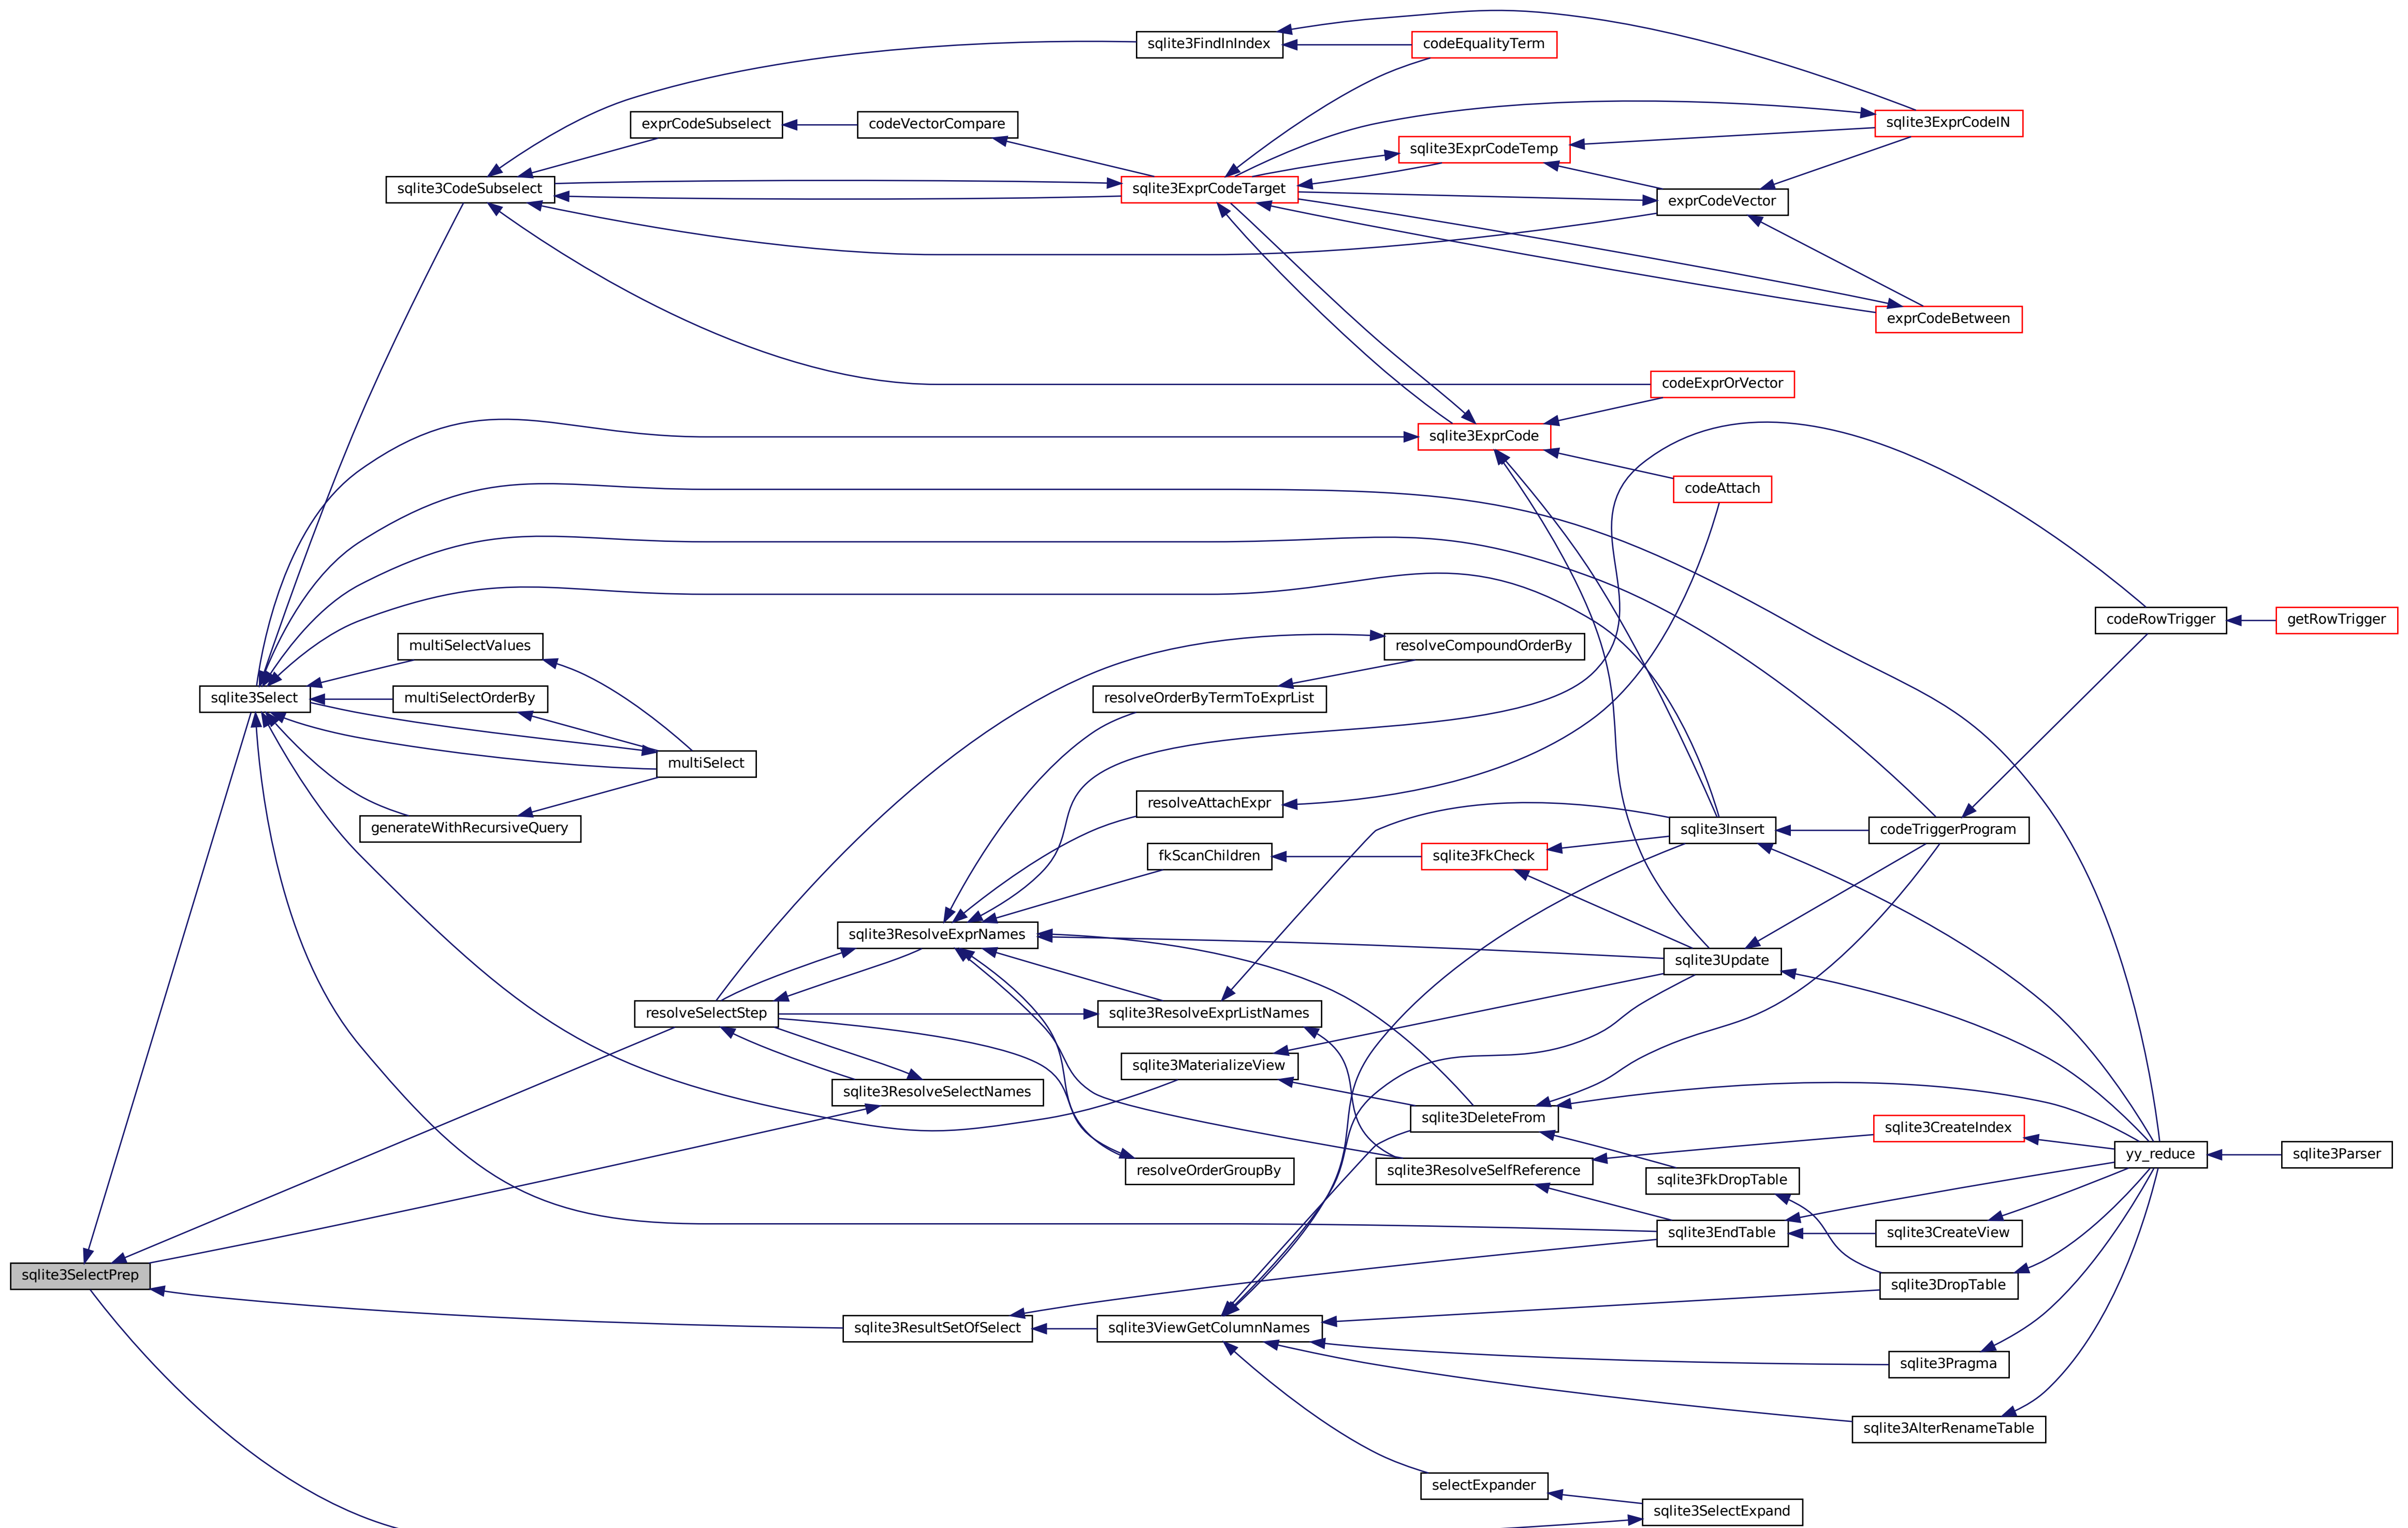 sqlite3FindInIndex
codeEqualityTerm
exprCodeSubselect
codeVectorCompare
sqlite3ExprCodeIN
sqlite3ExprCodeTemp
sqlite3CodeSubselect
sqlite3ExprCodeTarget
exprCodeVector
exprCodeBetween
codeExprOrVector
sqlite3ExprCode
codeAttach
codeRowTrigger
getRowTrigger
multiSelectValues
resolveCompoundOrderBy
sqlite3Select
multiSelectOrderBy
resolveOrderByTermToExprList
multiSelect
resolveAttachExpr
generateWithRecursiveQuery
sqlite3Insert
codeTriggerProgram
fkScanChildren
sqlite3FkCheck
sqlite3ResolveExprNames
sqlite3Update
resolveSelectStep
sqlite3ResolveExprListNames
sqlite3MaterializeView
sqlite3ResolveSelectNames
sqlite3DeleteFrom
sqlite3CreateIndex
yy_reduce
sqlite3Parser
resolveOrderGroupBy
sqlite3ResolveSelfReference
sqlite3FkDropTable
sqlite3EndTable
sqlite3CreateView
sqlite3SelectPrep
sqlite3DropTable
sqlite3ResultSetOfSelect
sqlite3ViewGetColumnNames
sqlite3Pragma
sqlite3AlterRenameTable
selectExpander
sqlite3SelectExpand